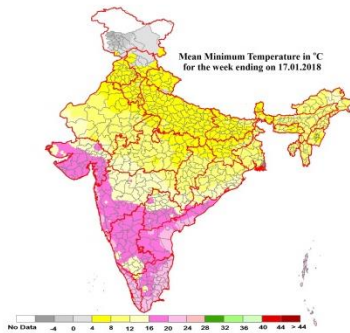 Mean Minimum Temperature in °C
for the week ending on 17.01.2018
No Data -4 0 4 8 12 16 20 24 28 32 36 40 44 > 44